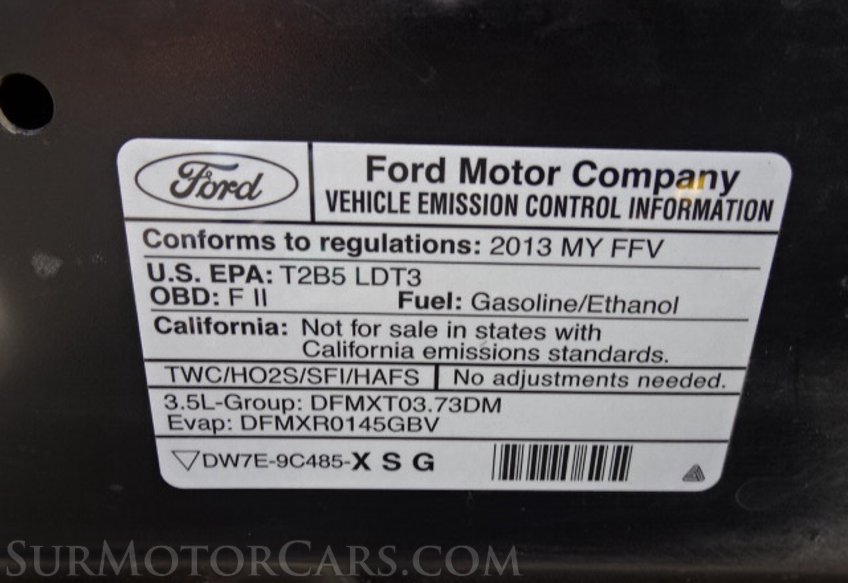 Ford
Ford Motor Company
VEHICLE EMISSION CONTROL INFORMATION
Conforms to regulations: 2013 MY FFV
U.S. EPA: T2B5 LDT3
OBD: F II Fuel: Gasoline/Ethanol
California: Not for sale in states with
California emissions standards.
TWC/HO2S/SFI/HAFS No adjustments needed.
3.5L-Group: DFMXT03.73DM
Evap: DFMXR0145GBV
DW7E-9C485-X S G
SURMOTORCARS.COM